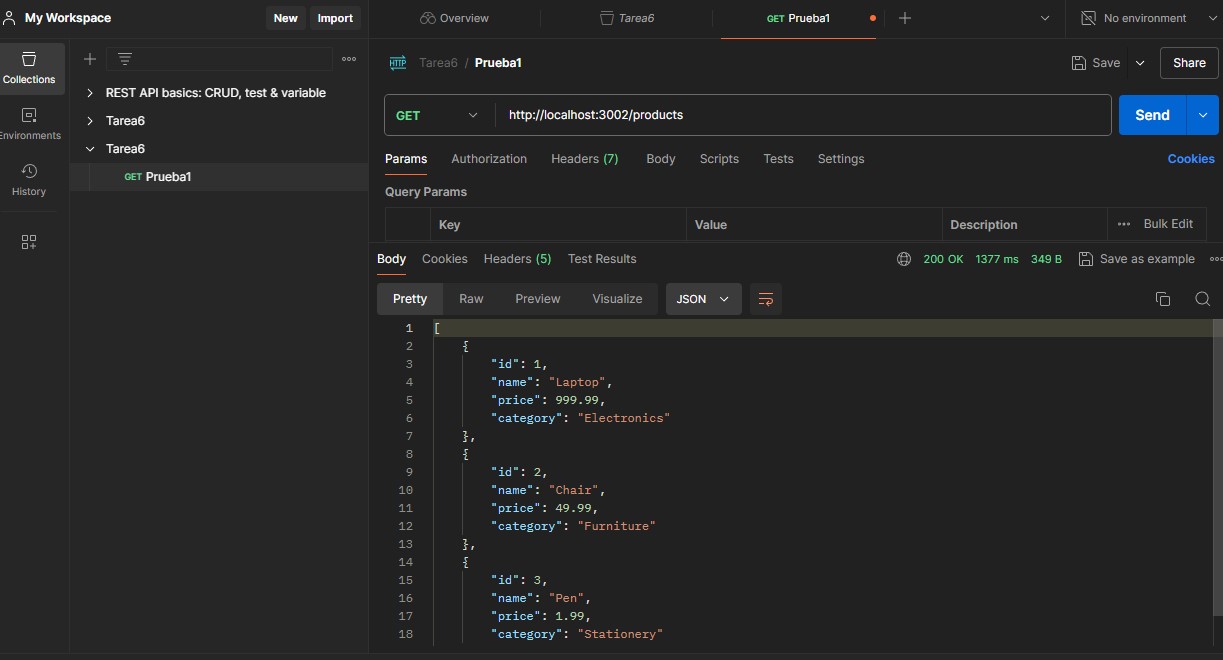 My Workspace
New
Import
Overview
Tarea6
GET Prueba1
No environment
Collections
Environments
History
REST API basics: CRUD, test & variable
Tarea6
Tarea6
GET Prueba1
HTTP Tarea6 / Prueba1
Save
Share
GET
http://localhost:3002/products
Send
Params
Authorization
Headers (7)
Body
Scripts
Tests
Settings
Cookies
Query Params
Key
Value
Description
Bulk Edit
Body
Cookies
Headers (5)
Test Results
200 OK
1377 ms
349 B
Save as example
Pretty
Raw
Preview
Visualize
JSON
1 [
2 {
3 "id": 1,
4 "name": "Laptop",
5 "price": 999.99,
6 "category": "Electronics"
7 },
8 {
9 "id": 2,
10 "name": "Chair",
11 "price": 49.99,
12 "category": "Furniture"
13 },
14 {
15 "id": 3,
16 "name": "Pen",
17 "price": 1.99,
18 "category": "Stationery"